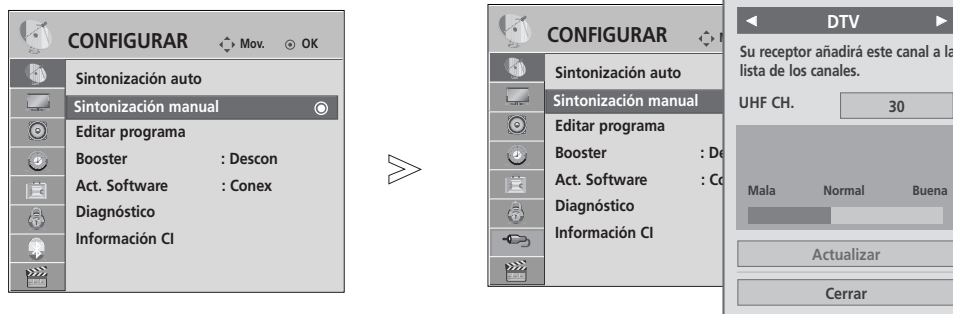 CONFIGURAR Mov. OK
Sintonización auto
Sintonización manual
Editar programa
Booster : Descon
Act. Software : Conex
Diagnóstico
Información CI
CONFIGURAR
Sintonización auto
Sintonización manual
Editar programa
Booster : De
Act. Software : Co
Diagnóstico
Información CI
DTV
Su receptor añadirá este canal a la
lista de los canales.
UHF CH. 30
Mala Normal Buena
Actualizar
Cerrar